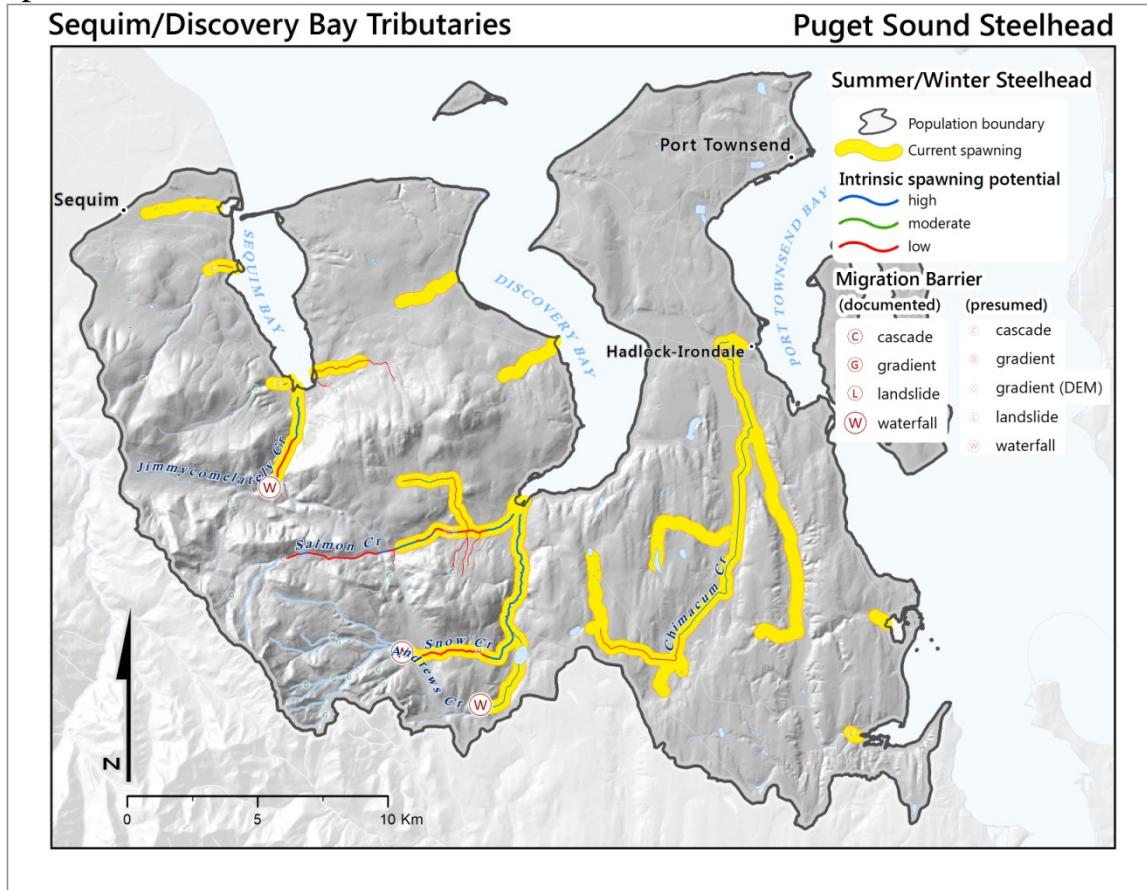 Sequim/Discovery Bay Tributaries
Puget Sound Steelhead
Summer/Winter Steelhead
Population boundary
Current spawning
Intrinsic spawning potential
high
moderate
low
Migration Barrier
(documented)
(presumed)
C cascade
C cascade
G gradient
G gradient
L landslide
G gradient (DEM)
W waterfall
L landslide
W waterfall
Port Townsend
Sequim
SEQUIM BAY
DISCOVERY BAY
PORT TOWNSEND BAY
Hadlock-Irondale
Jimmycomelately Cr
W
Salmon Cr
Chimacum Cr
Snow Cr
Andrews Cr
W
N
0 5 10 Km